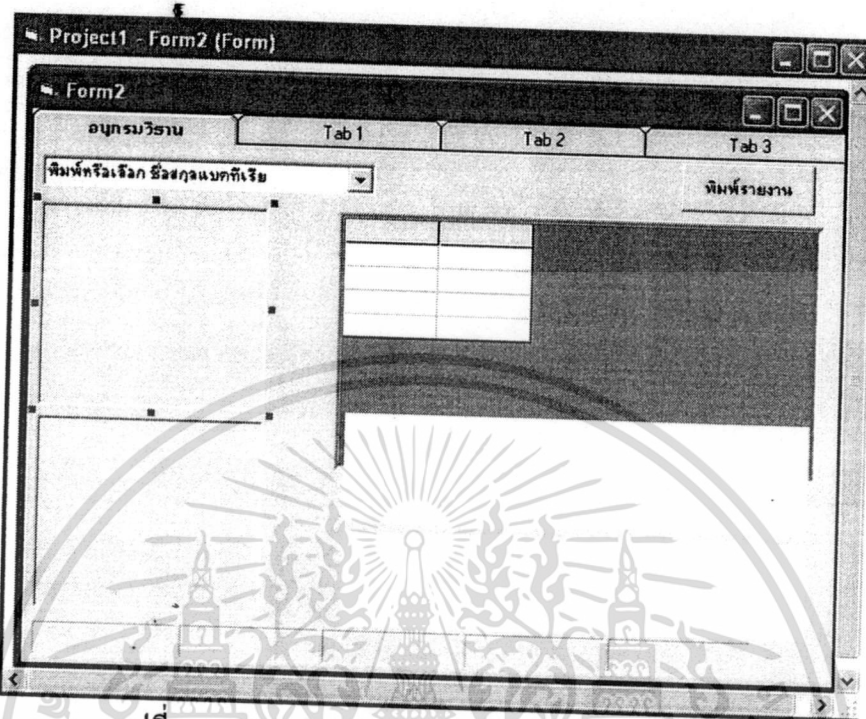 Project1 - Form2 (Form)
Form2
อนุกรมวิธาน Tab 1 Tab 2 Tab 3
พิมพ์หรือเลือก ชื่อสกุลแบคทีเรีย
พิมพ์รายงาน